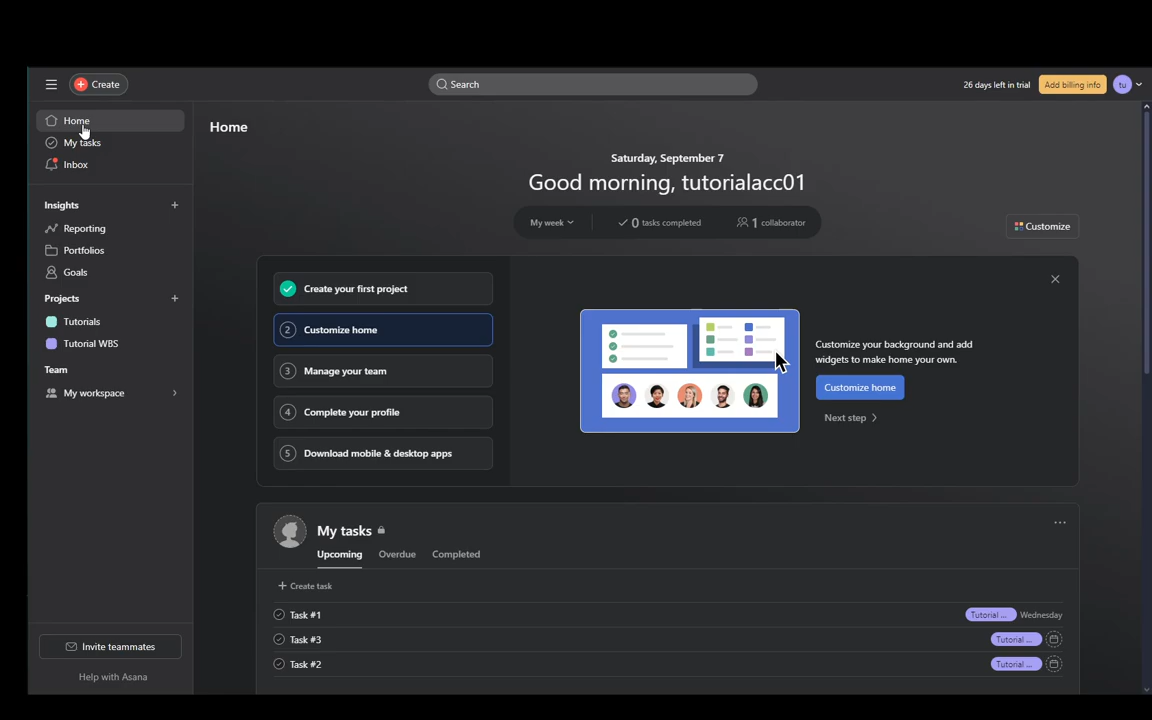 Create
Search
26 days left in trial
Add billing info
tu
Home
My tasks
Inbox
Insights
Reporting
Portfolios
Goals
Projects
Tutorials
Tutorial WBS
Team
My workspace
Invite teammates
Help with Asana
Home
Saturday, September 7
Good morning, tutorialacc01
My week
0 tasks completed
1 collaborator
Customize
Create your first project
2 Customize home
3 Manage your team
4 Complete your profile
5 Download mobile & desktop apps
Customize your background and add
widgets to make home your own.
Customize home
Next step
My tasks
Upcoming Overdue Completed
+ Create task
Task #1 Tutorial ... Wednesday
Task #3 Tutorial ...
Task #2 Tutorial ...